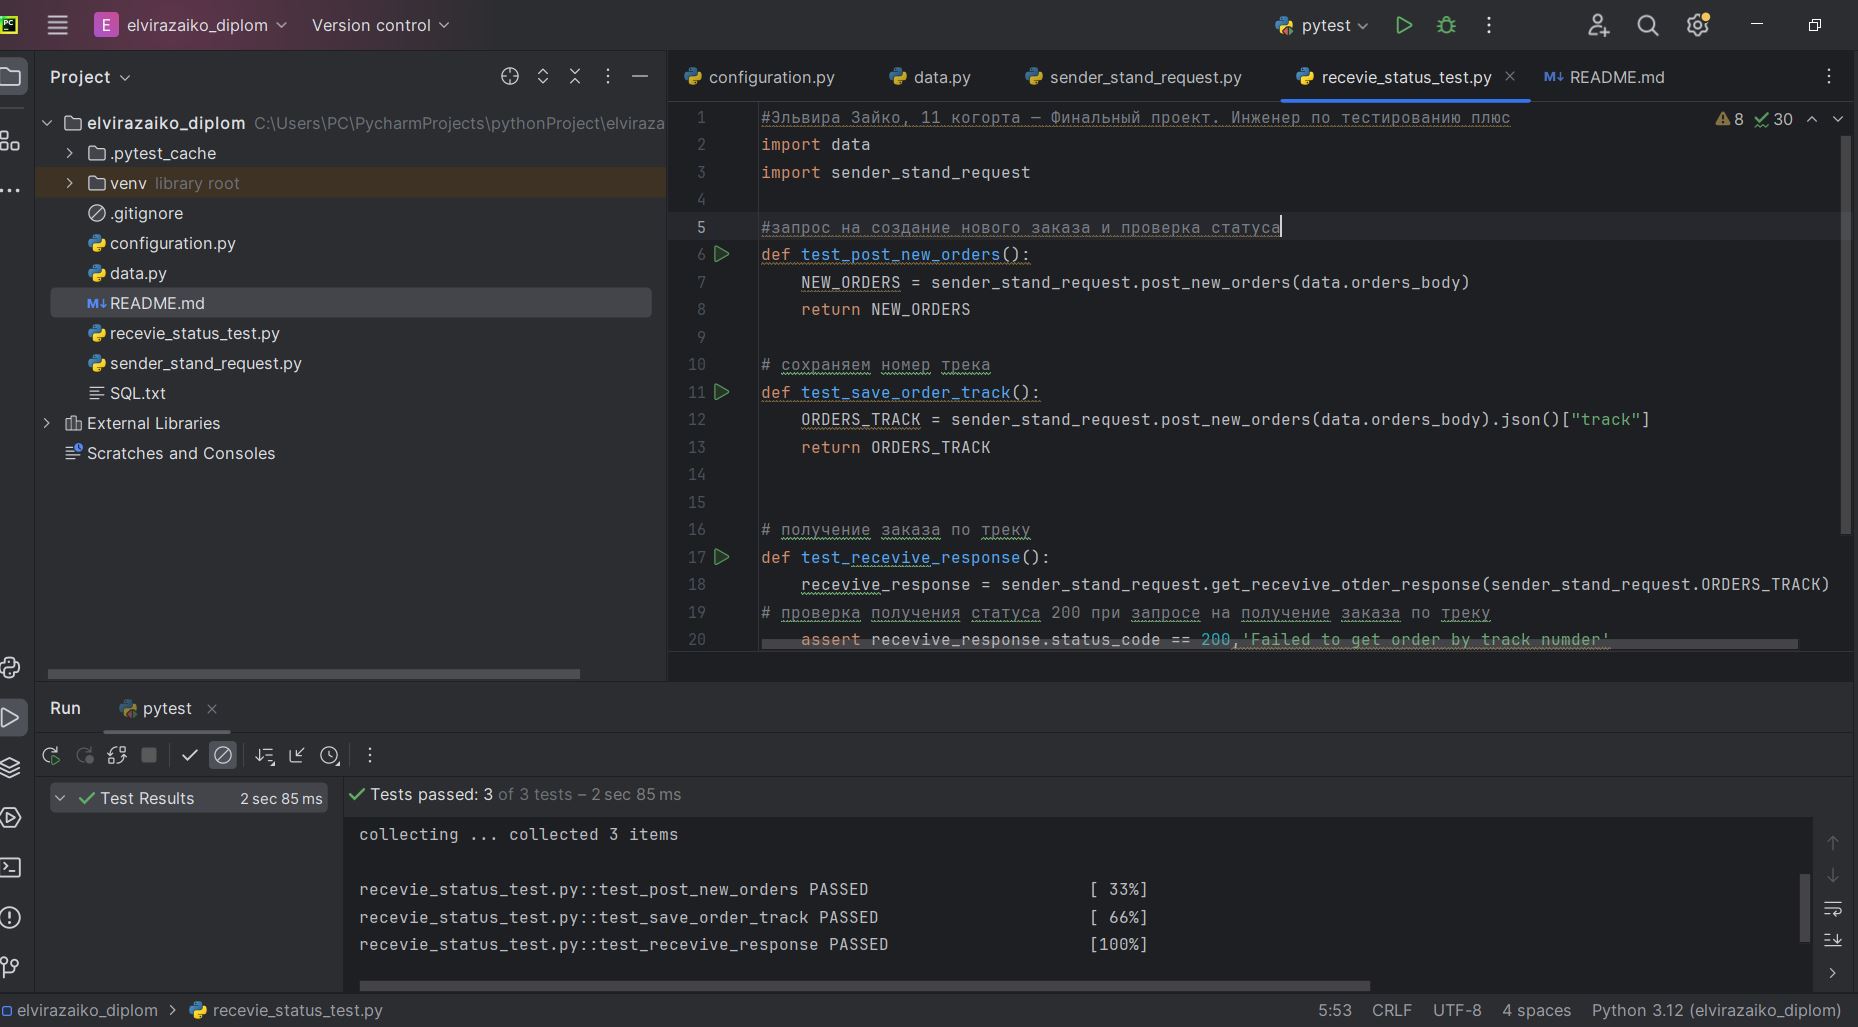 PC
E elvirazaiko_diplom Version control pytest
Project
configuration.py data.py sender_stand_request.py recevie_status_test.py M↓ README.md
elvirazaiko_diplom C:\Users\PC\PycharmProjects\pythonProject\elviraza
.pytest_cache
venv library root
.gitignore
configuration.py
data.py
M↓ README.md
recevie_status_test.py
sender_stand_request.py
SQL.txt
External Libraries
Scratches and Consoles
8 30
1 #Эльвира Зайко, 11 когорта — Финальный проект. Инженер по тестированию плюс
2 import data
3 import sender_stand_request
4
5 #запрос на создание нового заказа и проверка статуса
6 def test_post_new_orders():
7 NEW_ORDERS = sender_stand_request.post_new_orders(data.orders_body)
8 return NEW_ORDERS
9
10 # сохраняем номер трека
11 def test_save_order_track():
12 ORDERS_TRACK = sender_stand_request.post_new_orders(data.orders_body).json()["track"]
13 return ORDERS_TRACK
14
15
16 # получение заказа по треку
17 def test_recevive_response():
18 recevive_response = sender_stand_request.get_recevive_otder_response(sender_stand_request.ORDERS_TRACK)
19 # проверка получения статуса 200 при запросе на получение заказа по треку
20 assert recevive_response.status_code == 200,'Failed to get order by track numder'
Run pytest
Test Results 2 sec 85 ms
Tests passed: 3 of 3 tests – 2 sec 85 ms
collecting ... collected 3 items
recevie_status_test.py::test_post_new_orders PASSED [ 33%]
recevie_status_test.py::test_save_order_track PASSED [ 66%]
recevie_status_test.py::test_recevive_response PASSED [100%]
elvirazaiko_diplom > recevie_status_test.py 5:53 CRLF UTF-8 4 spaces Python 3.12 (elvirazaiko_diplom)